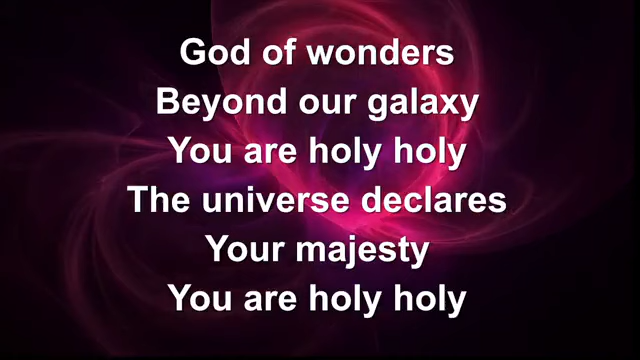 God of wonders
Beyond our galaxy
You are holy holy
The universe declares
Your majesty
You are holy holy